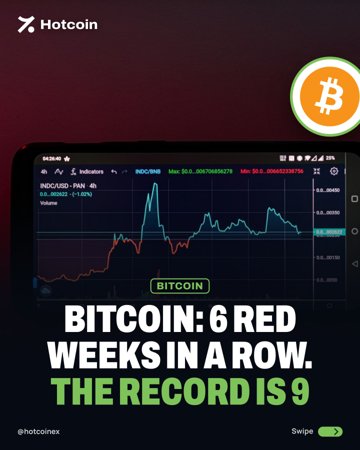 Hotcoin
04:26:40
25%
4h
Indicators
INDC/BNB
INDC/USD - PAN · 4h
Volume
BITCOIN
BITCOIN: 6 RED
WEEKS IN A ROW.
THE RECORD IS 9
@hotcoinex
Swipe